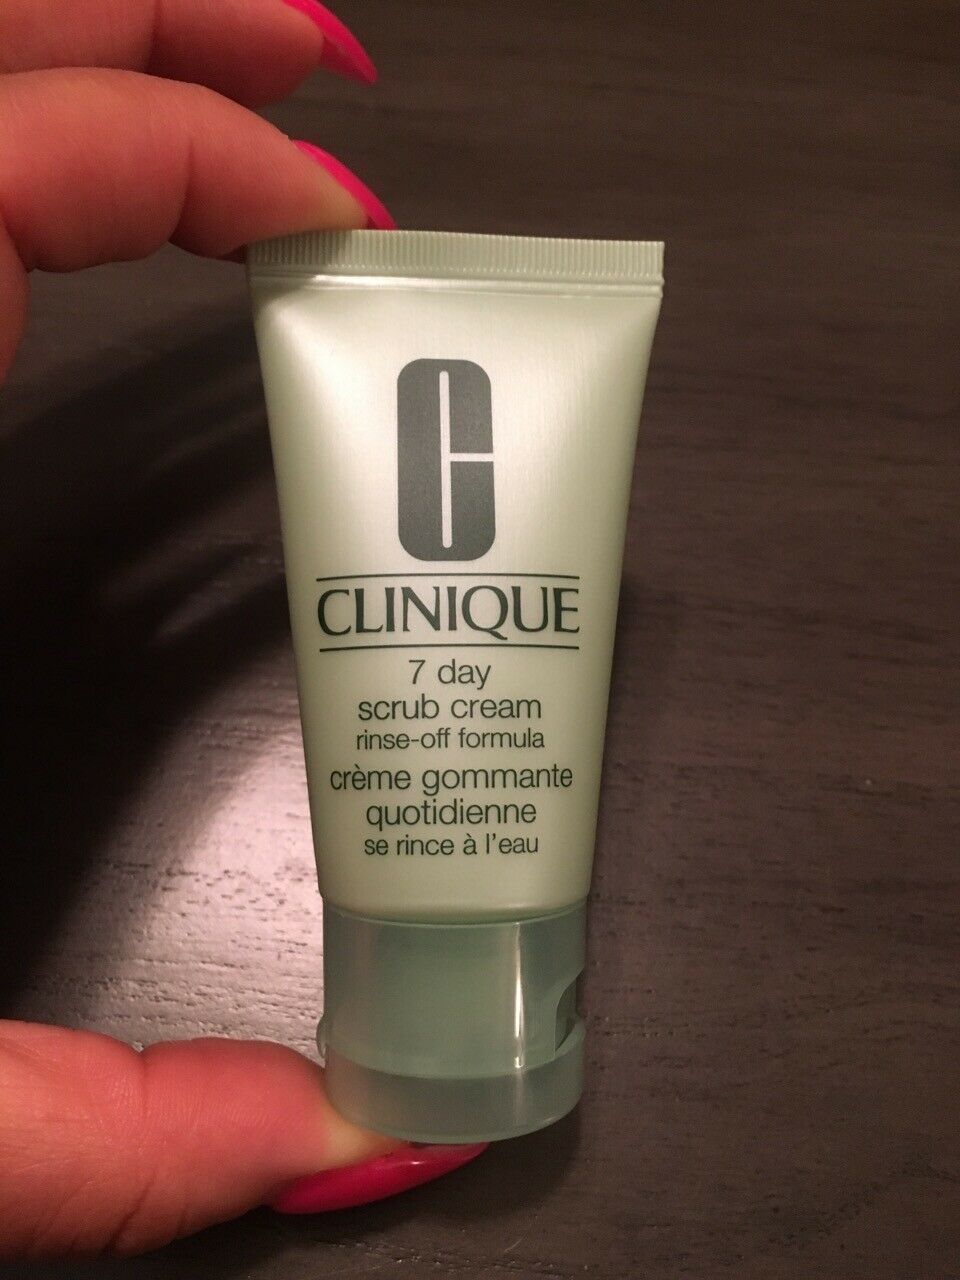 C
CLINIQUE
7 day
scrub cream
rinse-off formula
crème gommante
quotidienne
se rince à l'eau